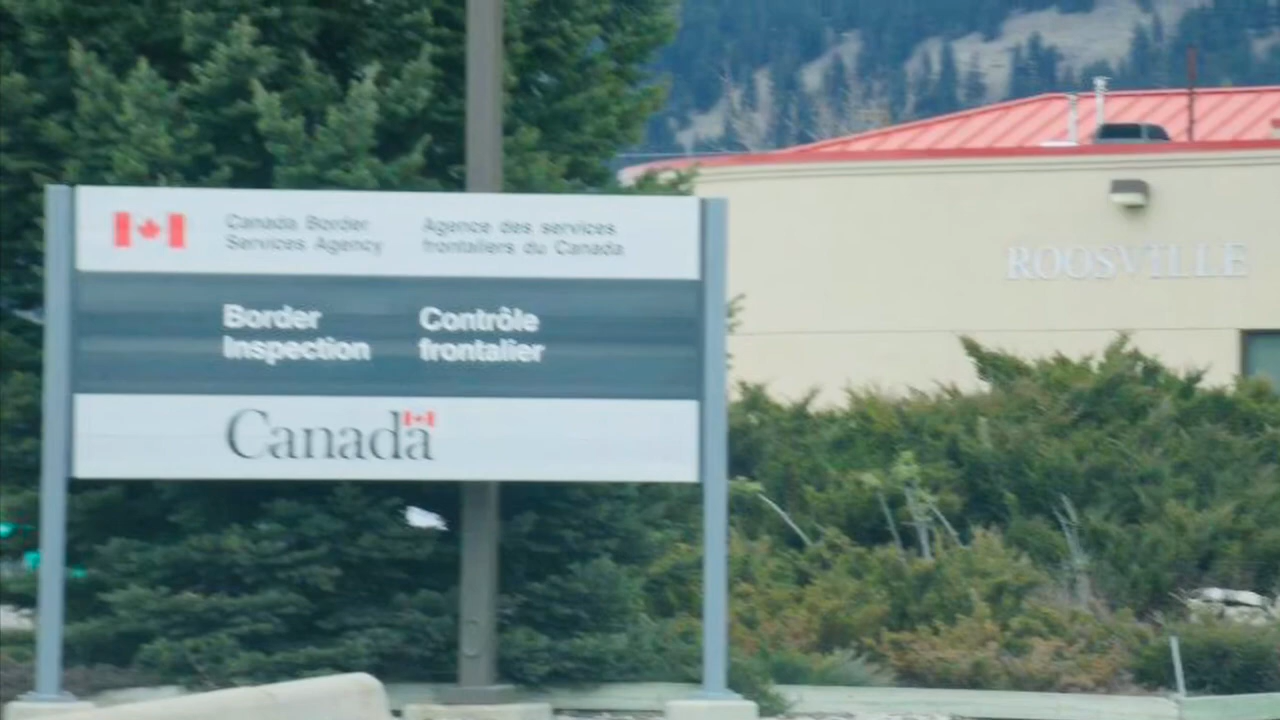 Canada Border
Services Agency
Agence des services
frontaliers du Canada
Border
Inspection
Contrôle
frontalier
Canada
ROOSVILLE